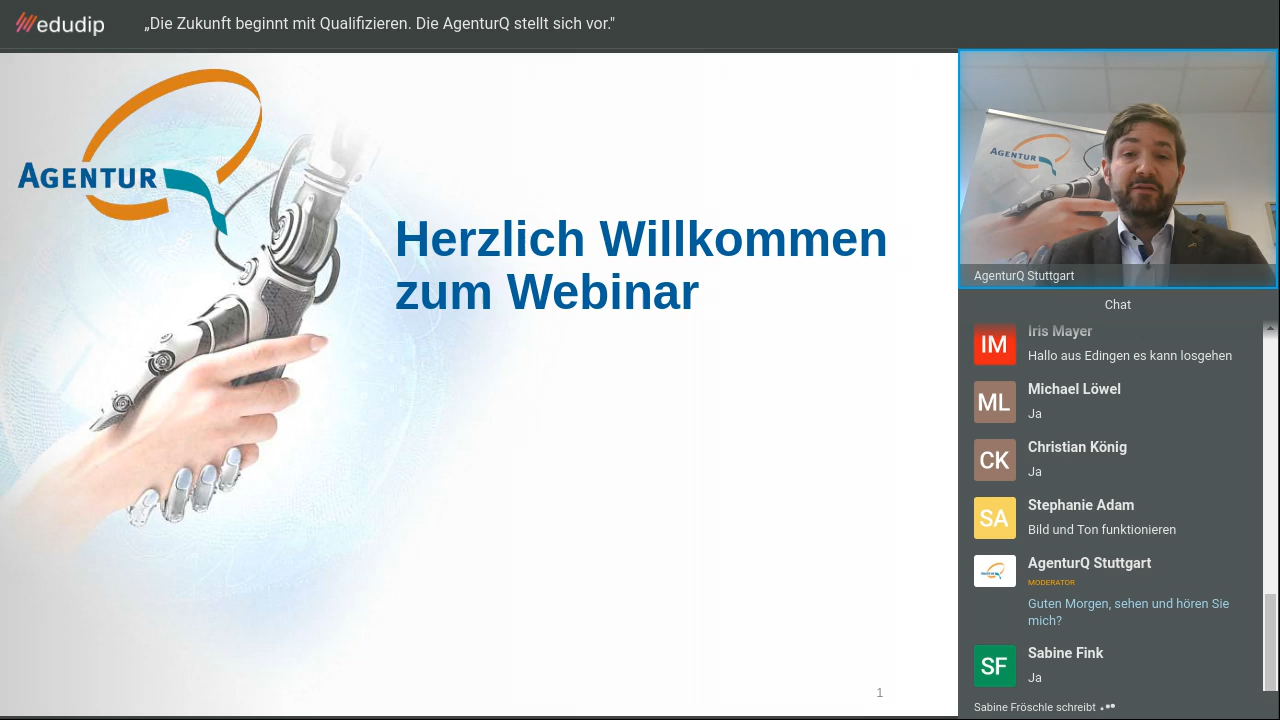 edudip
„Die Zukunft beginnt mit Qualifizieren. Die AgenturQ stellt sich vor."
AGENTUR
Herzlich Willkommen
zum Webinar
1
AGENTUR
AgenturQ Stuttgart
Chat
IM
Iris Mayer
Hallo aus Edingen es kann losgehen
ML
Michael Löwel
Ja
CK
Christian König
Ja
SA
Stephanie Adam
Bild und Ton funktionieren
AgenturQ Stuttgart
MODERATOR
Guten Morgen, sehen und hören Sie
mich?
SF
Sabine Fink
Ja
Sabine Fröschle schreibt